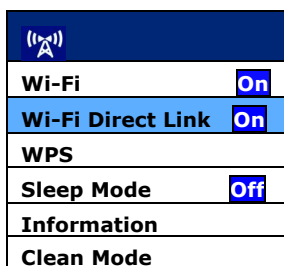 Wi-Fi On
Wi-Fi Direct Link On
WPS
Sleep Mode Off
Information
Clean Mode